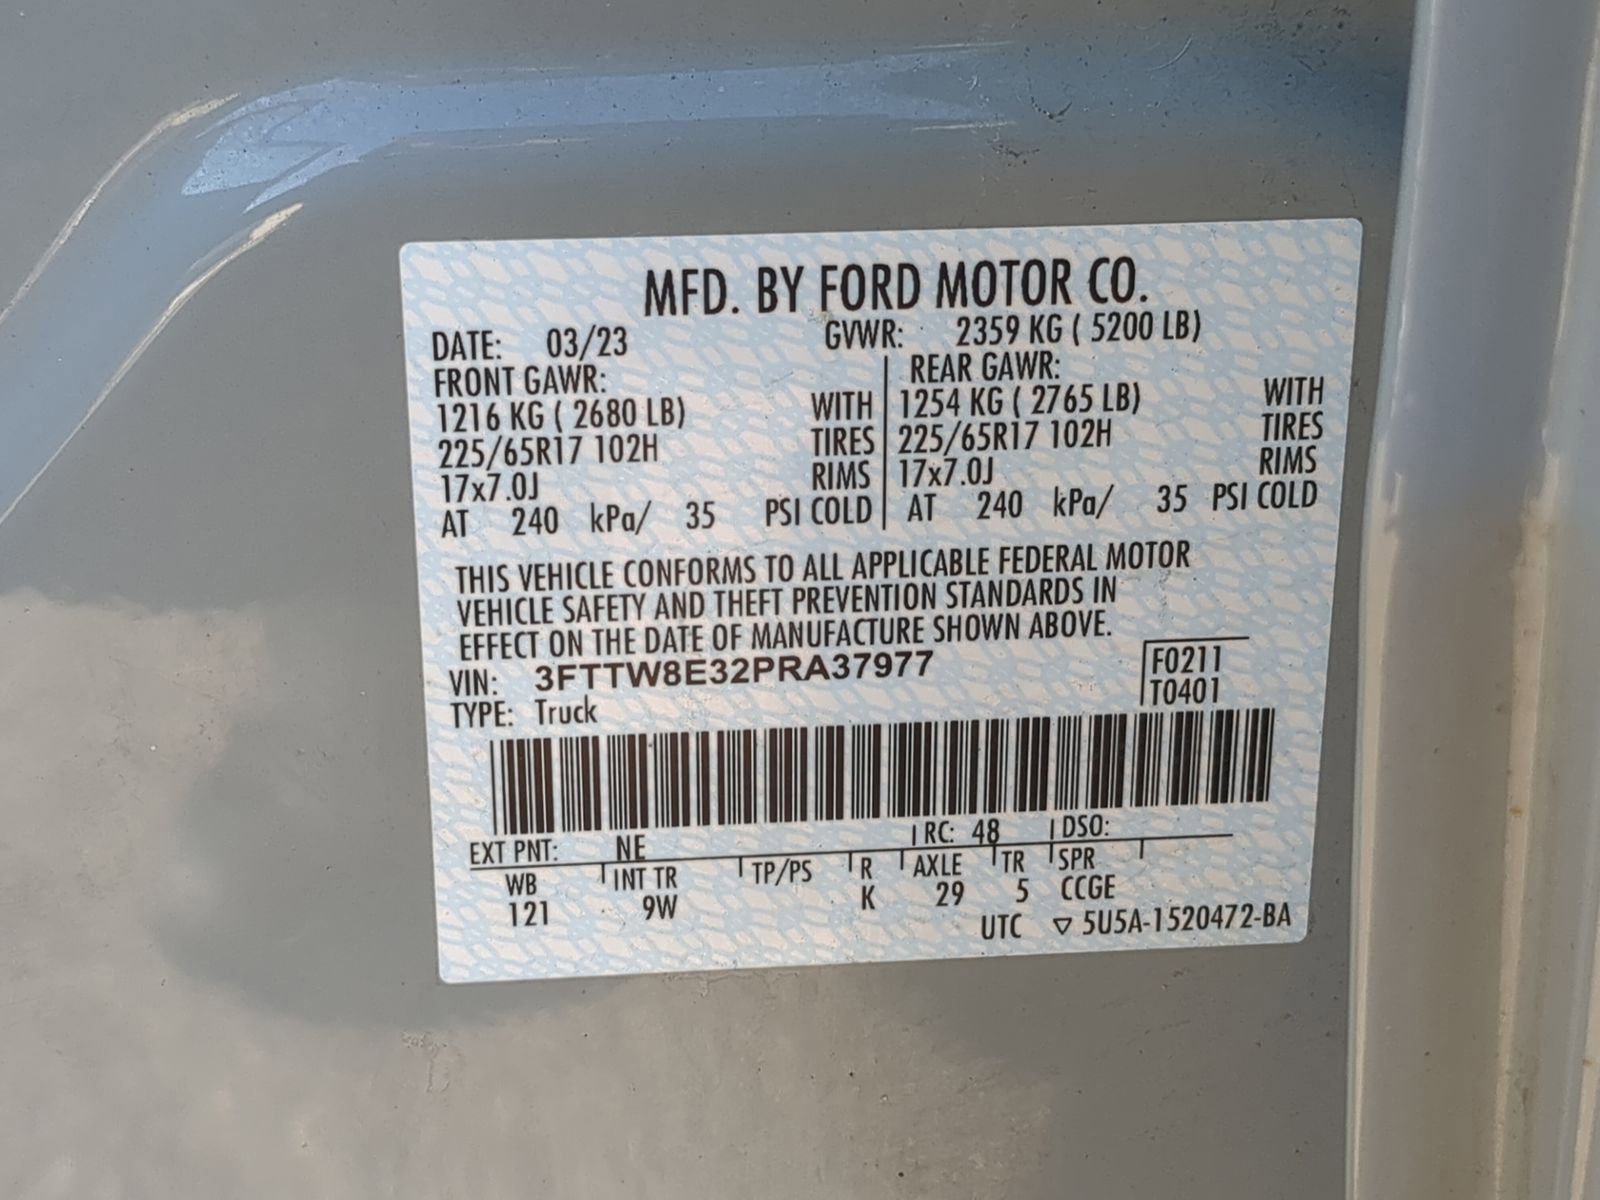 MFD. BY FORD MOTOR CO.
DATE: 03/23 GVWR: 2359 KG ( 5200 LB)
FRONT GAWR: REAR GAWR:
1216 KG ( 2680 LB) WITH 1254 KG ( 2765 LB) WITH
225/65R17 102H TIRES 225/65R17 102H TIRES
17x7.0J RIMS 17x7.0J RIMS
AT 240 kPa/ 35 PSI COLD AT 240 kPa/ 35 PSI COLD
THIS VEHICLE CONFORMS TO ALL APPLICABLE FEDERAL MOTOR
VEHICLE SAFETY AND THEFT PREVENTION STANDARDS IN
EFFECT ON THE DATE OF MANUFACTURE SHOWN ABOVE.
VIN: 3FTTW8E32PRA37977 F0211
TYPE: Truck T0401
EXT PNT: NE RC: 48 DSO:
WB INT TR TP/PS R AXLE TR SPR
121 9W K 29 5 CCGE
UTC ▽ 5U5A-1520472-BA